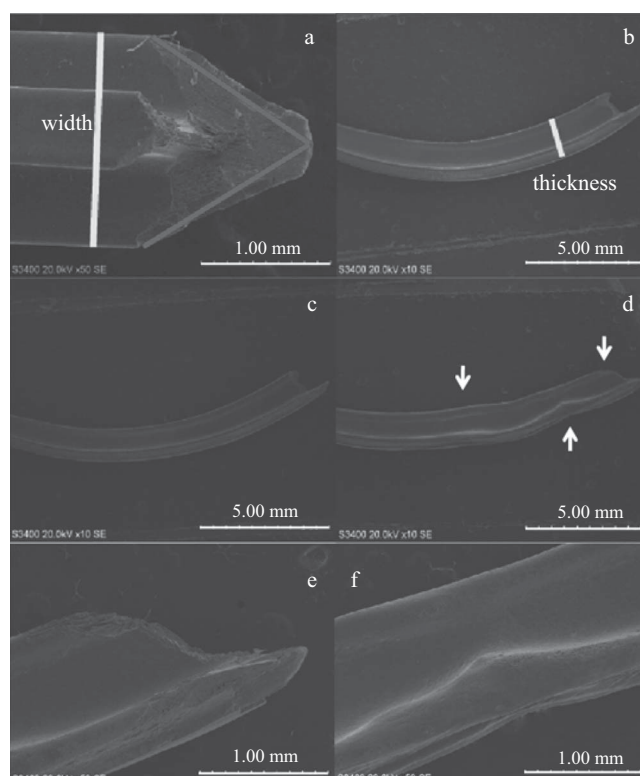 a
width
1.00 mm
S3400 20.0kV x50 SE
b
thickness
5.00 mm
S3400 20.0kV x10 SE
c
5.00 mm
S3400 20.0kV x10 SE
d
5.00 mm
S3400 20.0kV x10 SE
e
1.00 mm
f
1.00 mm